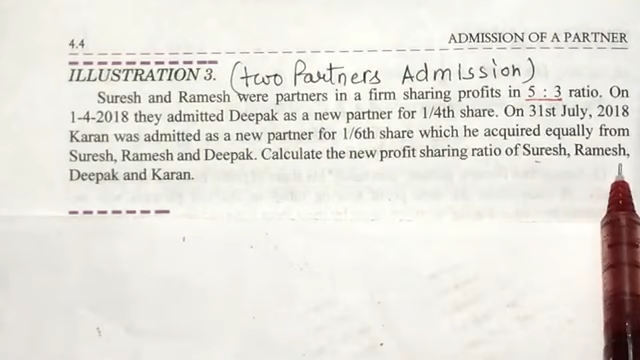 4.4
ADMISSION OF A PARTNER
ILLUSTRATION 3. (two Partners Admission)
Suresh and Ramesh were partners in a firm sharing profits in 5 : 3 ratio. On
1-4-2018 they admitted Deepak as a new partner for 1/4th share. On 31st July, 2018
Karan was admitted as a new partner for 1/6th share which he acquired equally from
Suresh, Ramesh and Deepak. Calculate the new profit sharing ratio of Suresh, Ramesh,
Deepak and Karan.